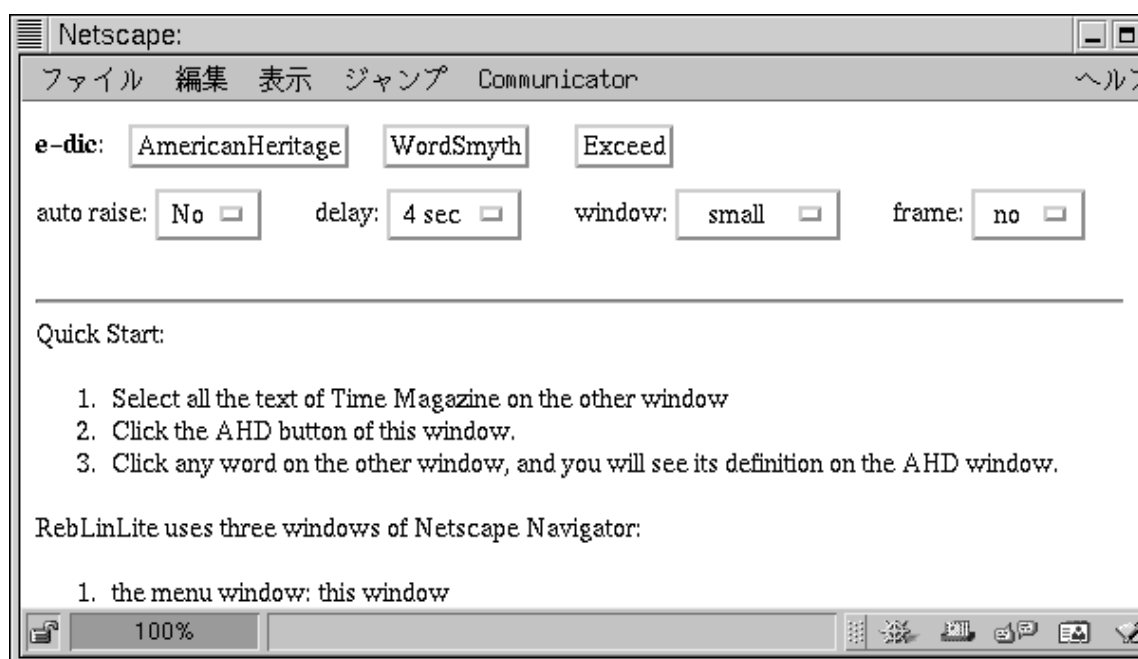 Netscape:
ファイル 編集 表示 ジャンプ Communicator ヘルプ
e-dic: AmericanHeritage WordSmyth Exceed
auto raise: No delay: 4 sec window: small frame: no
Quick Start:
1. Select all the text of Time Magazine on the other window
2. Click the AHD button of this window.
3. Click any word on the other window, and you will see its definition on the AHD window.
RebLinLite uses three windows of Netscape Navigator:
1. the menu window: this window
100%